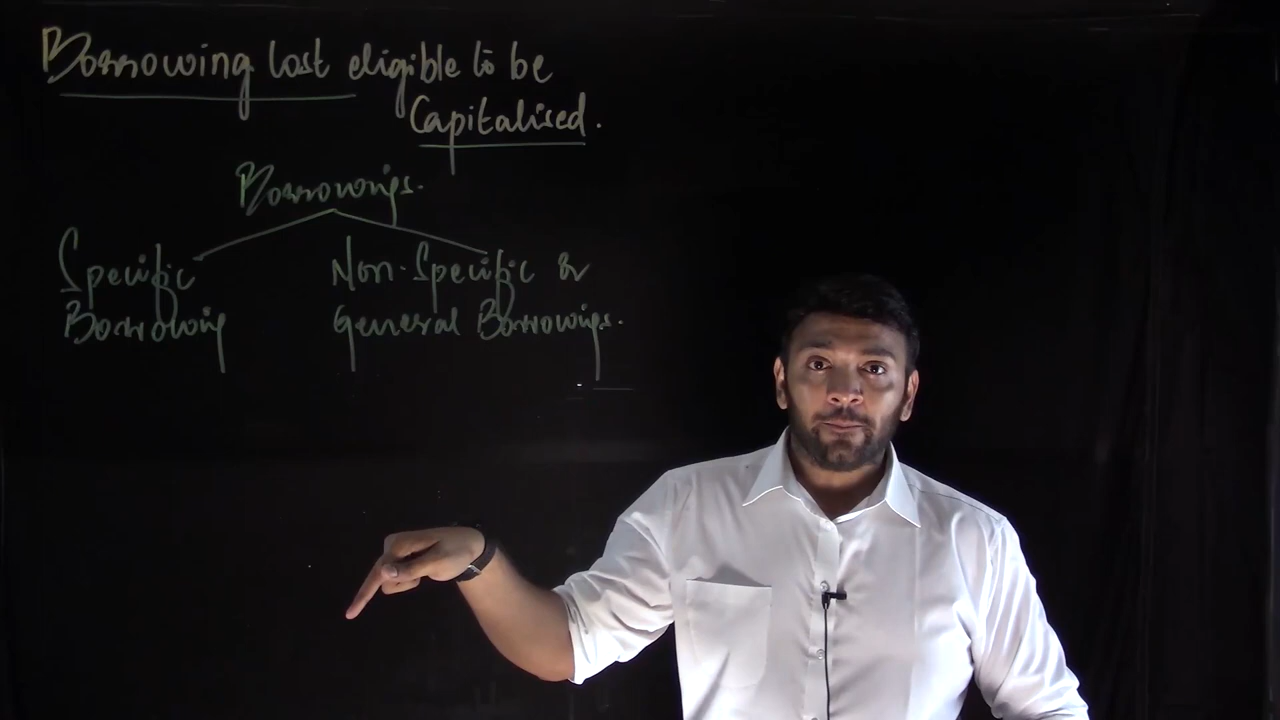 Borrowing Cost eligible to be
Capitalised.
Borrowings.
Specific
Borrowing
Non-Specific or
General Borrowings.